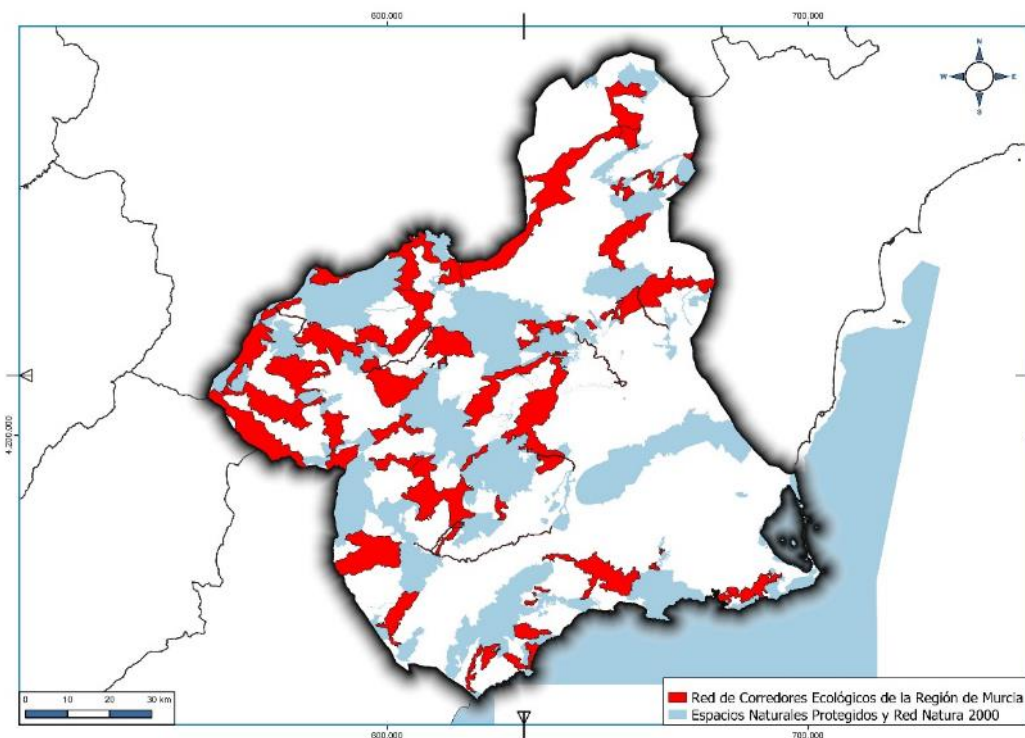 600.000
700.000
N
W
E
S
4.200.000
0
10
20
30 km
Red de Corredores Ecológicos de la Región de Murcia
Espacios Naturales Protegidos y Red Natura 2000
600.000
700.000